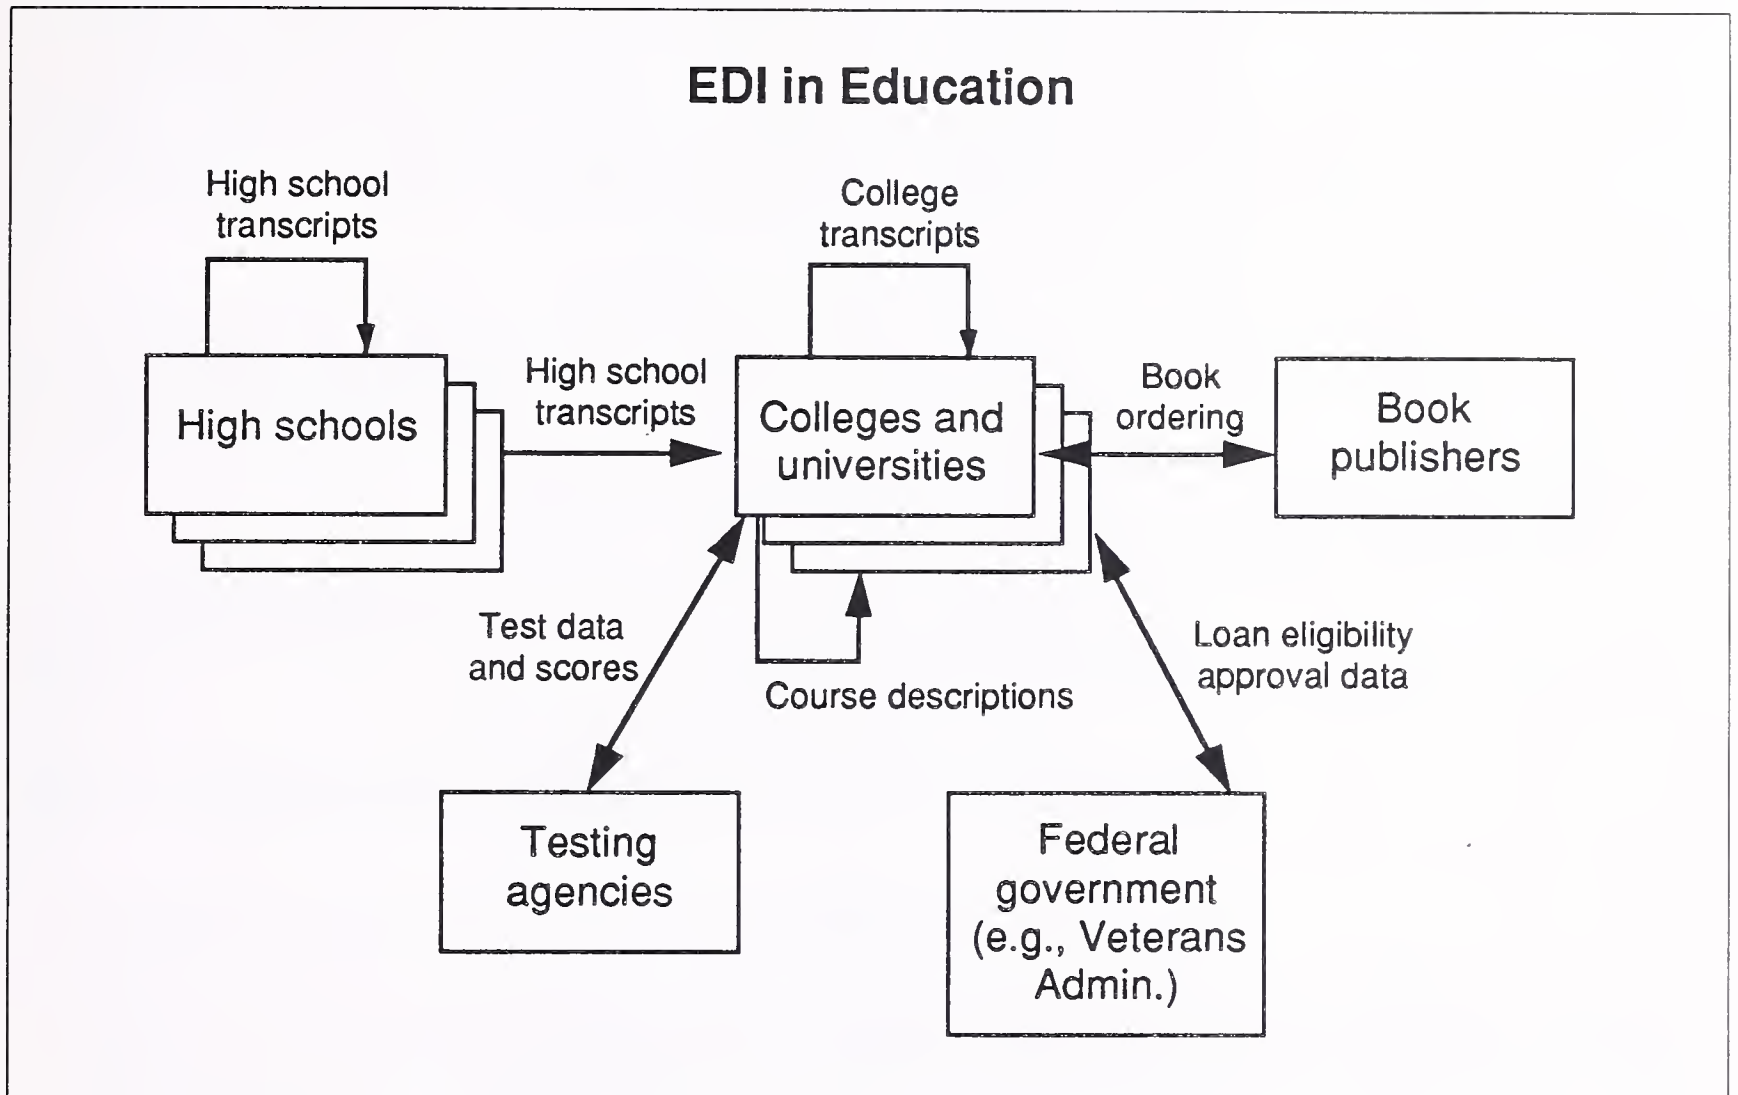 EDI in Education
High school
transcripts
College
transcripts
High schools
High school
transcripts
Colleges and
universities
Book
ordering
Book
publishers
Test data
and scores
Course descriptions
Loan eligibility
approval data
Testing
agencies
Federal
government
(e.g., Veterans
Admin.)